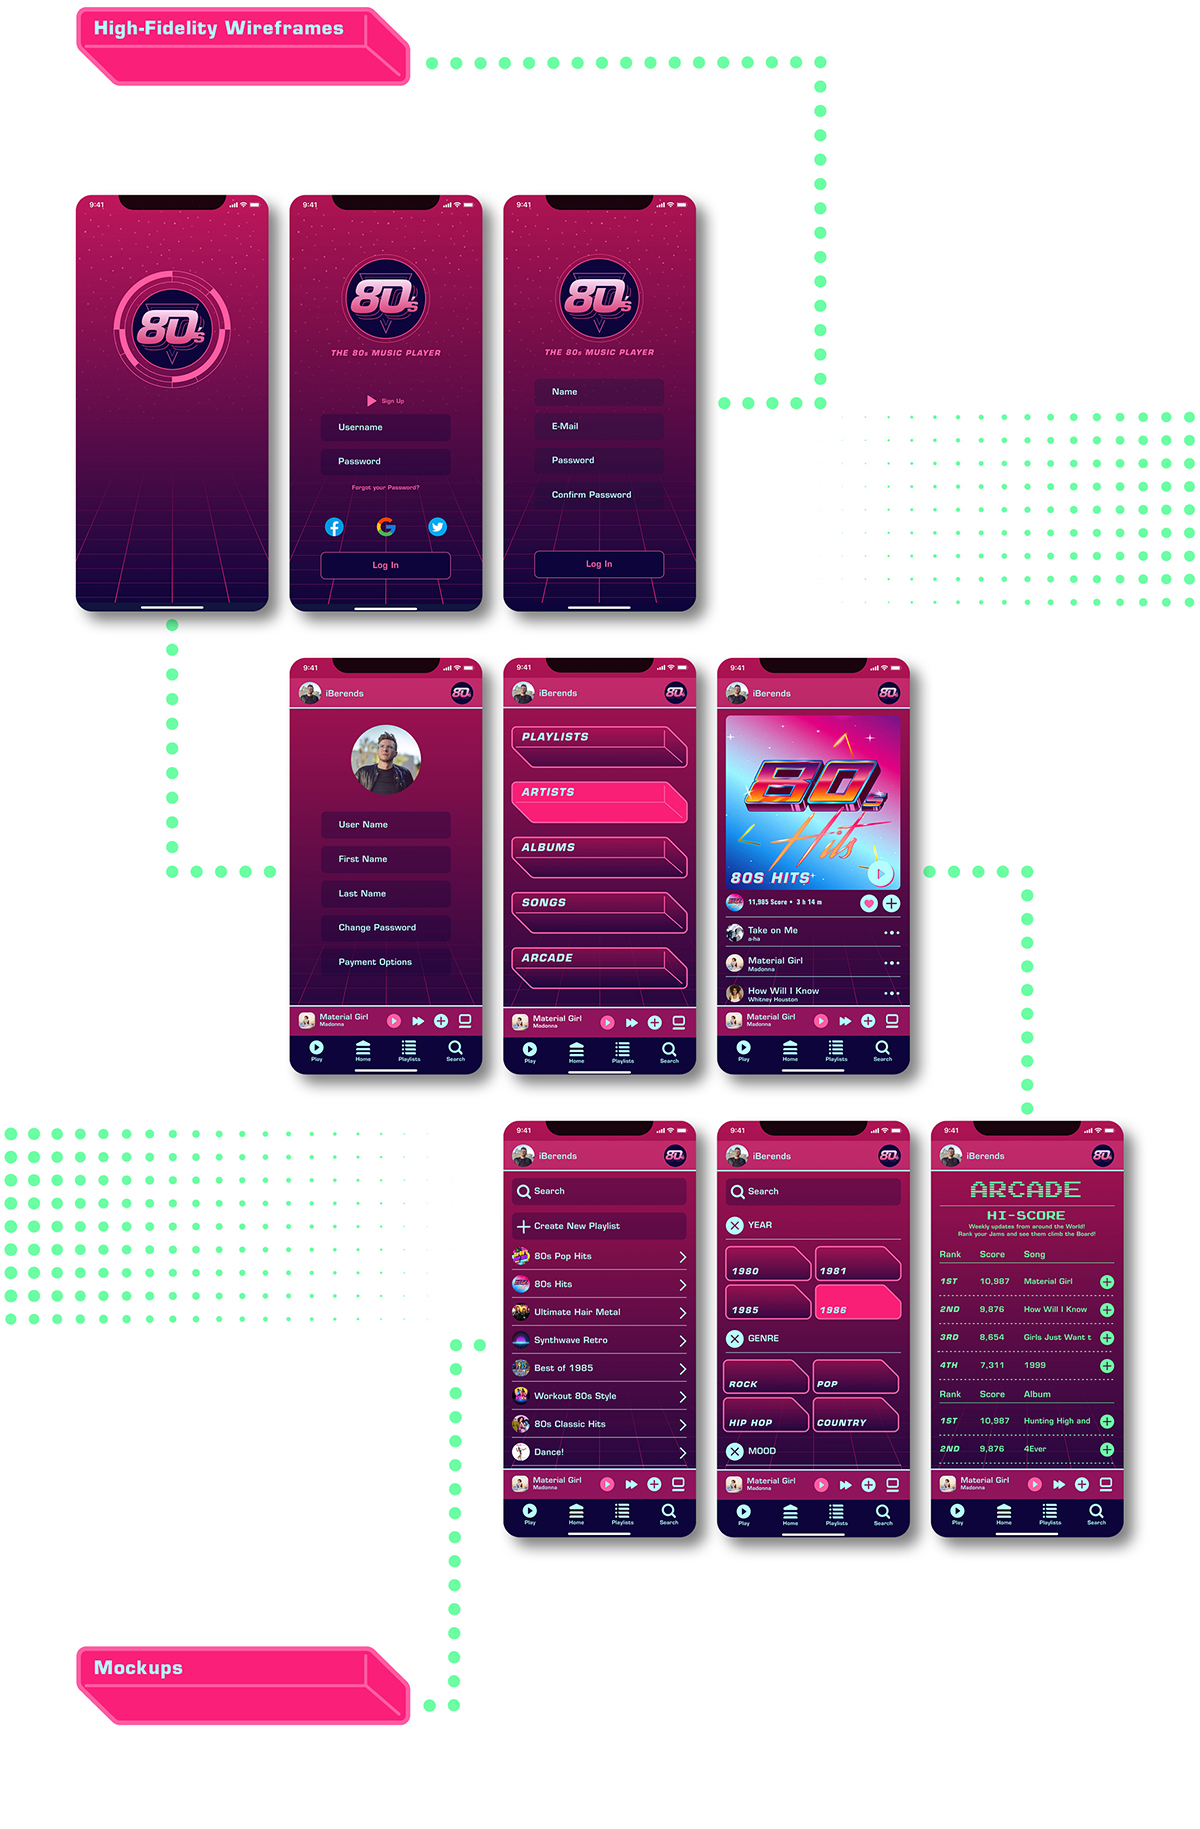 High-Fidelity Wireframes
9:41
80's
9:41
80's
THE 80s MUSIC PLAYER
Sign Up
Username
Password
Forgot your Password?
Log In
9:41
80's
THE 80s MUSIC PLAYER
Name
E-Mail
Password
Confirm Password
Log In
9:41
iBerends
80s
User Name
First Name
Last Name
Change Password
Payment Options
Material Girl
Madonna
Play
Home
Playlists
Search
9:41
iBerends
80s
PLAYLISTS
ARTISTS
ALBUMS
SONGS
ARCADE
Material Girl
Madonna
Play
Home
Playlists
Search
9:41
iBerends
80s
80s
Hits
80S HITS
11,985 Score • 3 h 14 m
Take on Me
a-ha
Material Girl
Madonna
How Will I Know
Whitney Houston
Material Girl
Madonna
Play
Home
Playlists
Search
9:41
iBerends
80s
Search
Create New Playlist
80s Pop Hits
80s Hits
Ultimate Hair Metal
Synthwave Retro
Best of 1985
Workout 80s Style
80s Classic Hits
Dance!
Material Girl
Madonna
Play
Home
Playlists
Search
9:41
iBerends
80s
Search
YEAR
1980
1981
1985
1986
GENRE
ROCK
POP
HIP HOP
COUNTRY
MOOD
Material Girl
Madonna
Play
Home
Playlists
Search
9:41
iBerends
80s
ARCADE
HI-SCORE
Weekly updates from around the World!
Rank your Jams and see them climb the Board!
Rank Score Song
1ST 10,987 Material Girl
2ND 9,876 How Will I Know
3RD 8,654 Girls Just Want t
4TH 7,311 1999
Rank Score Album
1ST 10,987 Hunting High and
2ND 9,876 4Ever
Material Girl
Madonna
Play
Home
Playlists
Search
Mockups